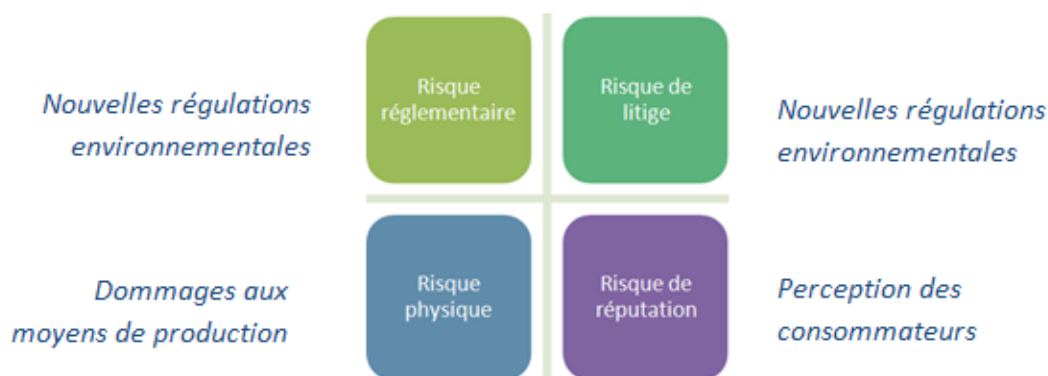 Nouvelles régulations
environnementales
Risque
réglementaire
Risque de
litige
Nouvelles régulations
environnementales
Dommages aux
moyens de production
Risque
physique
Risque de
réputation
Perception des
consommateurs